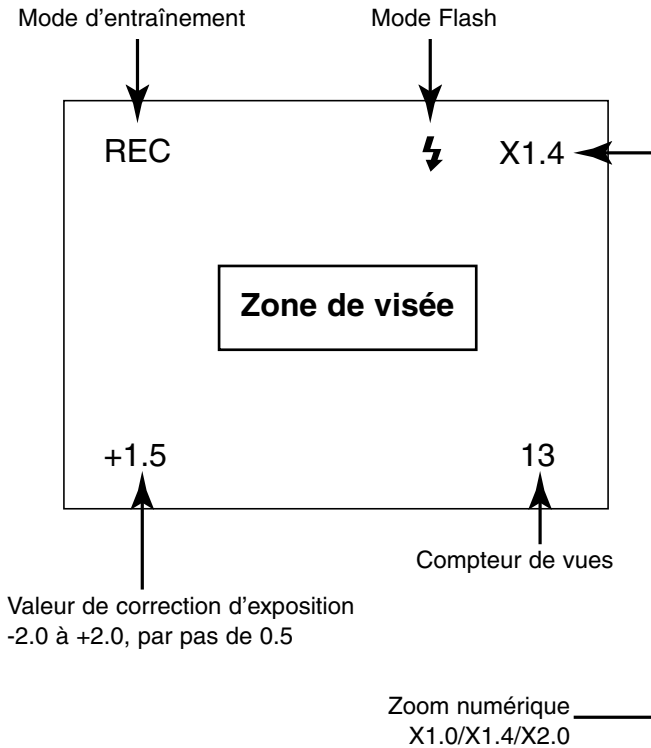 Mode d'entraînement
Mode Flash
REC
X1.4
Zone de visée
+1.5
13
Compteur de vues
Valeur de correction d'exposition
-2.0 à +2.0, par pas de 0.5
Zoom numérique
X1.0/X1.4/X2.0